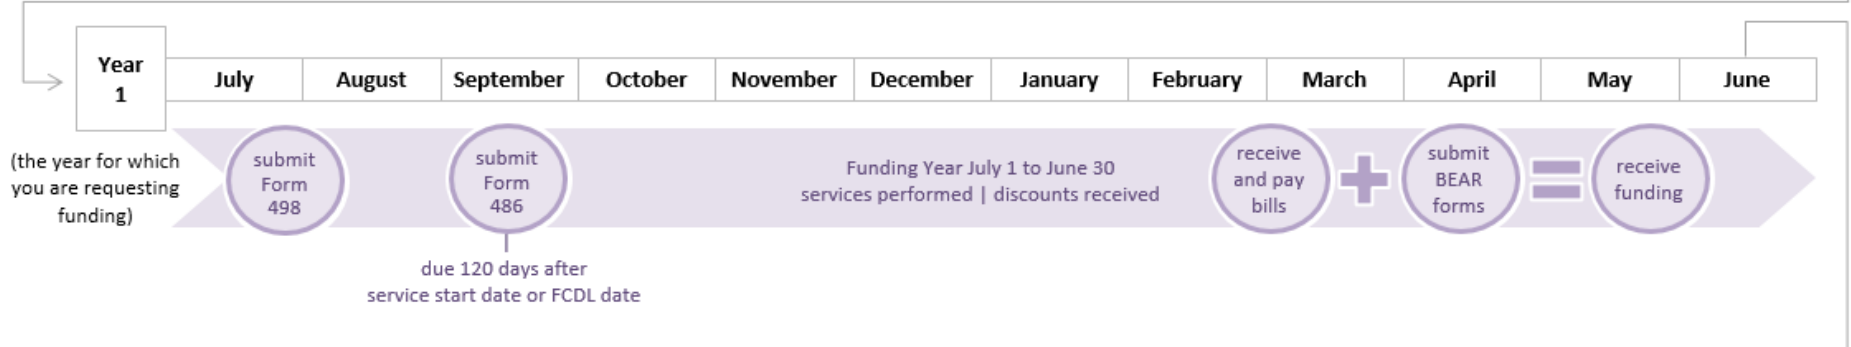 Year
1
July
August
September
October
November
December
January
February
March
April
May
June
(the year for which
you are requesting
funding)
submit
Form
498
submit
Form
486
due 120 days after
service start date or FCDL date
Funding Year July 1 to June 30
services performed | discounts received
receive
and pay
bills
submit
BEAR
forms
receive
funding